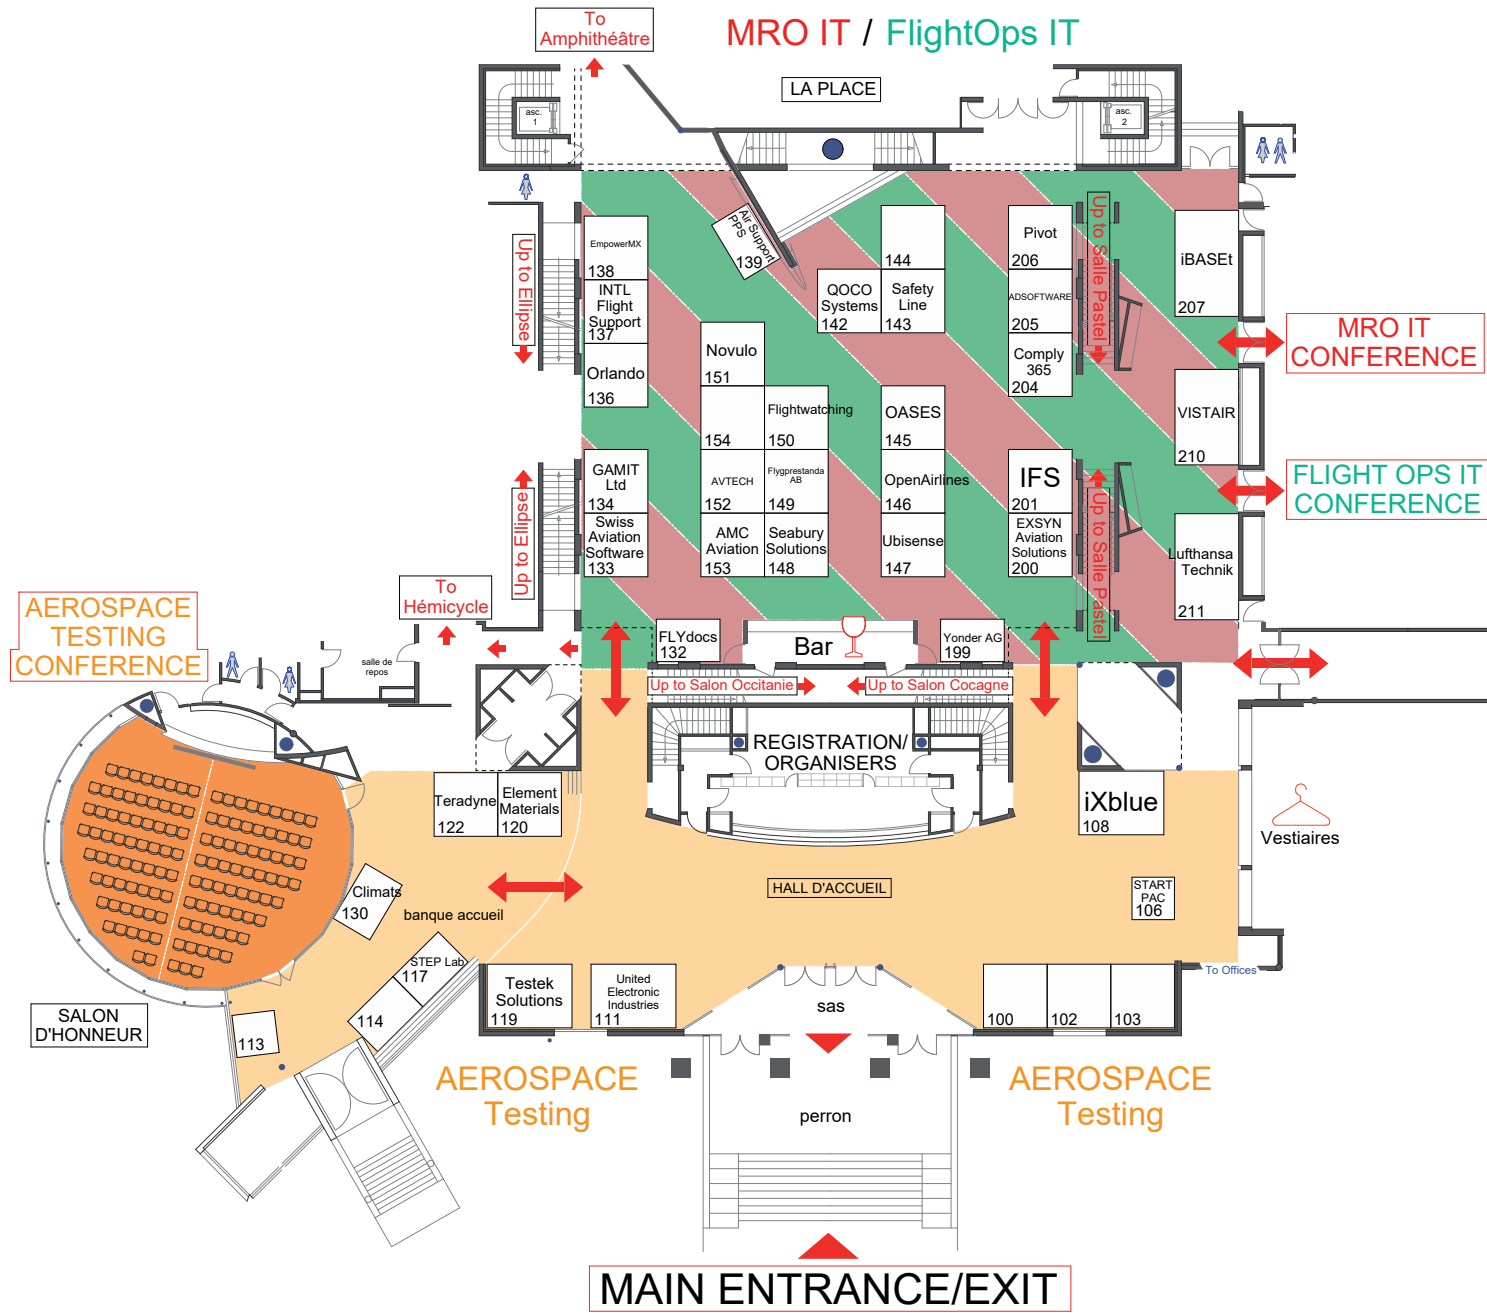 To
Amphithéâtre
MRO IT / FlightOps IT
LA PLACE
asc.
1
asc.
2
Air Support
PPS
139
EmpowerMX
138
INTL
Flight
Support
137
Orlando
136
Up to Ellipse
144
QOCO
Systems
142
Safety
Line
143
Pivot
206
ADSOFTWARE
205
Comply
365
204
Up to Salle Pastel
iBASEt
207
MRO IT
CONFERENCE
Novulo
151
154
Flightwatching
150
OASES
145
VISTAIR
210
GAMIT
Ltd
134
AVTECH
152
Flygprestanda
AB
149
OpenAirlines
146
IFS
201
FLIGHT OPS IT
CONFERENCE
Up to Ellipse
Swiss
Aviation
Software
133
AMC
Aviation
153
Seabury
Solutions
148
Ubisense
147
EXSYN
Aviation
Solutions
200
Up to Salle Pastel
Lufthansa
Technik
211
To
Hémicycle
AEROSPACE
TESTING
CONFERENCE
salle de
repos
FLYdocs
132
Bar
Yonder AG
199
Up to Salon Occitanie
Up to Salon Cocagne
REGISTRATION/
ORGANISERS
Teradyne
122
Element
Materials
120
iXblue
108
Vestiaires
HALL D'ACCUEIL
START
PAC
106
Climats
130
banque accueil
STEP Lab
117
114
113
To Offices
Testek
Solutions
119
United
Electronic
Industries
111
sas
100
102
103
SALON
D'HONNEUR
AEROSPACE
Testing
AEROSPACE
Testing
perron
MAIN ENTRANCE/EXIT